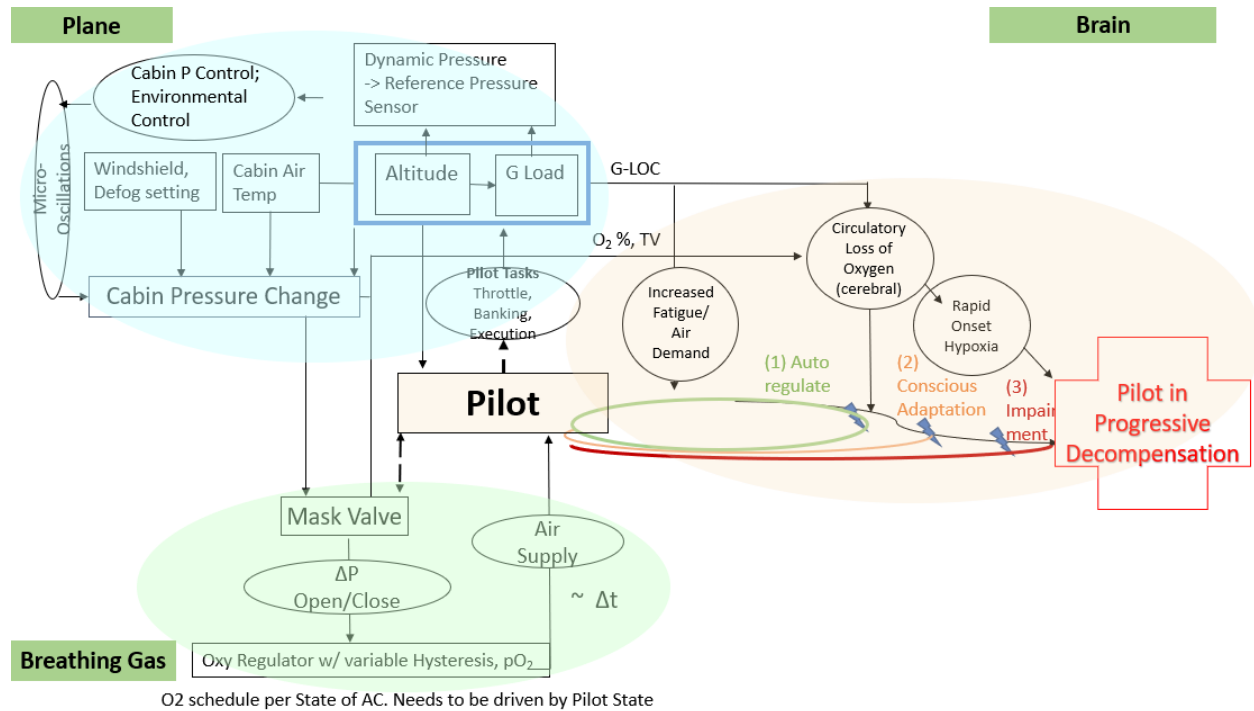 Plane
Brain
Cabin P Control;
Environmental
Control
Dynamic Pressure
-> Reference Pressure
Sensor
Micro-
Oscillations
Windshield,
Defog setting
Cabin Air
Temp
Altitude
G Load
G-LOC
Circulatory
Loss of
Oxygen
(cerebral)
O2 %, TV
Cabin Pressure Change
Pilot Tasks
Throttle,
Banking,
Execution
Increased
Fatigue/
Air
Demand
Rapid
Onset
Hypoxia
(1) Auto
regulate
(2)
Conscious
Adaptation
(3)
Impair
ment
Pilot in
Progressive
Decompensation
Pilot
Mask Valve
Air
Supply
ΔP
Open/Close
~ Δt
Breathing Gas
Oxy Regulator w/ variable Hysteresis, pO2
O2 schedule per State of AC. Needs to be driven by Pilot State